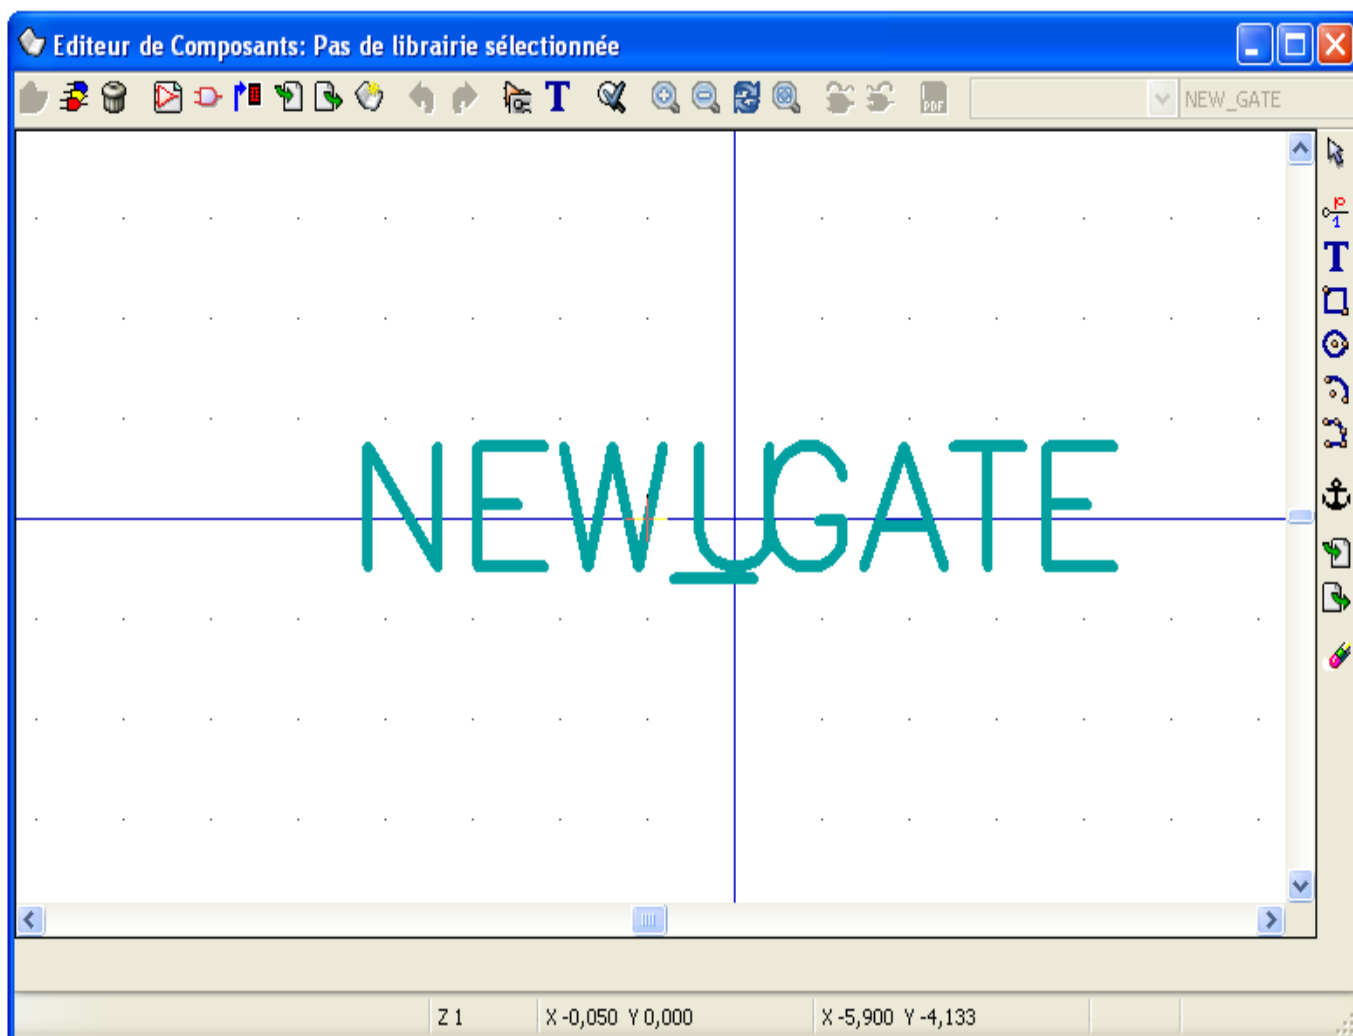 Editeur de Composants: Pas de librairie sélectionnée
T PDF NEW_GATE
p
1
T
NEW_GATE
U
Z 1 X -0,050 Y 0,000 X -5,900 Y -4,133